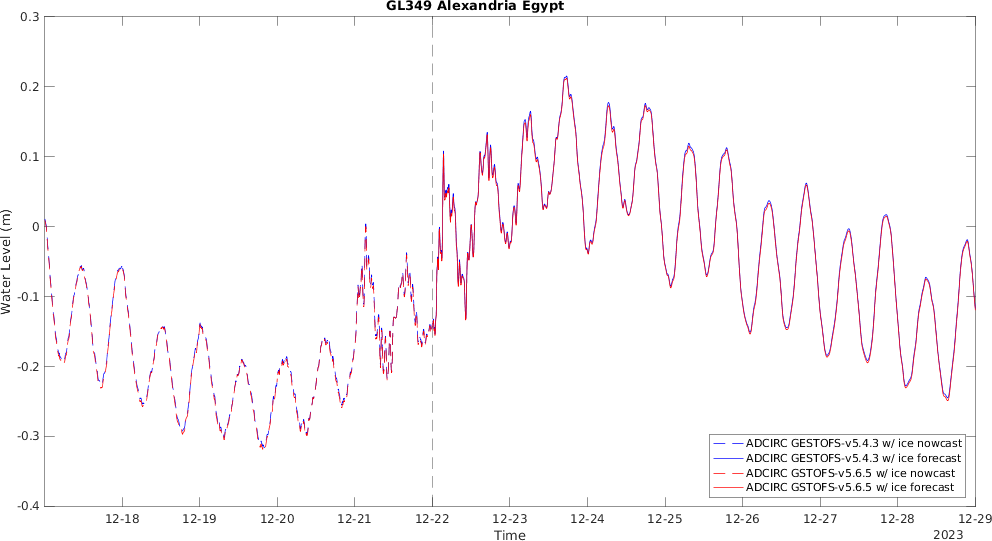 GL349 Alexandria Egypt
0.3
0.2
0.1
0
-0.1
-0.2
-0.3
-0.4
Water Level (m)
ADCIRC GESTOFS-v5.4.3 w/ ice nowcast
ADCIRC GESTOFS-v5.4.3 w/ ice forecast
ADCIRC GSTOFS-v5.6.5 w/ ice nowcast
ADCIRC GSTOFS-v5.6.5 w/ ice forecast
12-18 12-19 12-20 12-21 12-22 12-23 12-24 12-25 12-26 12-27 12-28 12-29
Time
2023